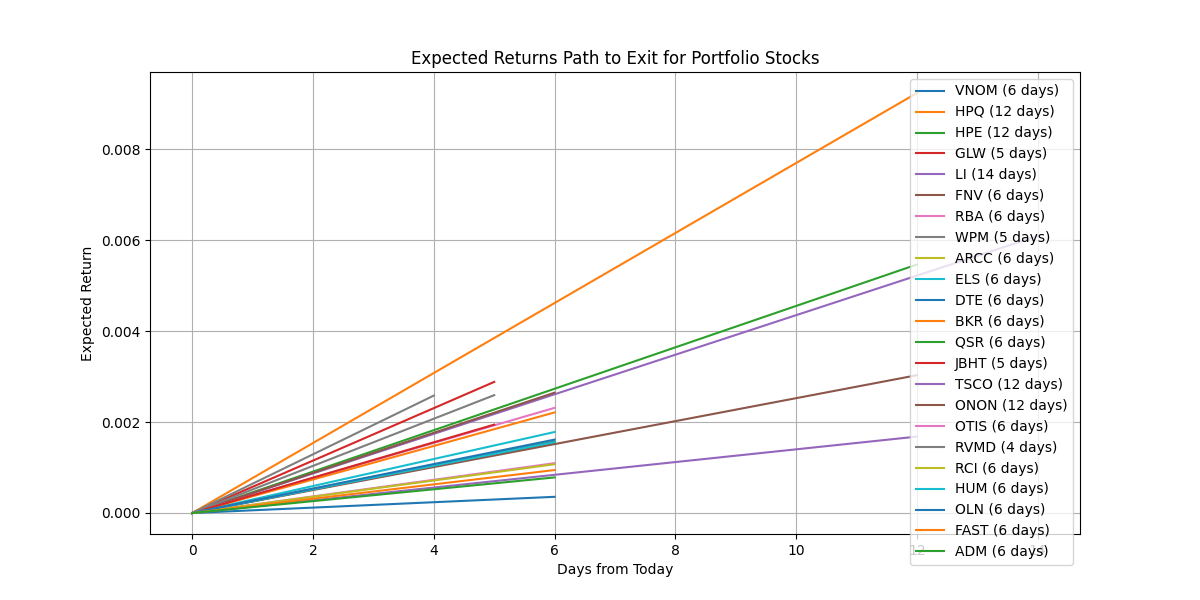 Expected Returns Path to Exit for Portfolio Stocks
Expected Return
0.008
0.006
0.004
0.002
0.000
0
2
4
6
8
10
12
Days from Today
VNOM (6 days)
HPQ (12 days)
HPE (12 days)
GLW (5 days)
LI (14 days)
FNV (6 days)
RBA (6 days)
WPM (5 days)
ARCC (6 days)
ELS (6 days)
DTE (6 days)
BKR (6 days)
QSR (6 days)
JBHT (5 days)
TSCO (12 days)
ONON (12 days)
OTIS (6 days)
RVMD (4 days)
RCI (6 days)
HUM (6 days)
OLN (6 days)
FAST (6 days)
ADM (6 days)